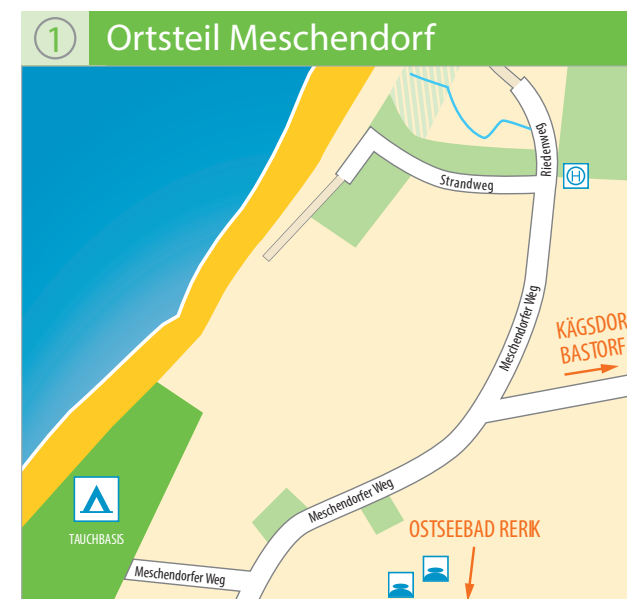 1 Ortsteil Meschendorf
Riedenweg
H
Strandweg
Meschendorfer Weg
KÄGSDOR
BASTORF
Meschendorfer Weg
OSTSEEBAD RERIK
TAUCHBASIS
Meschendorfer Weg